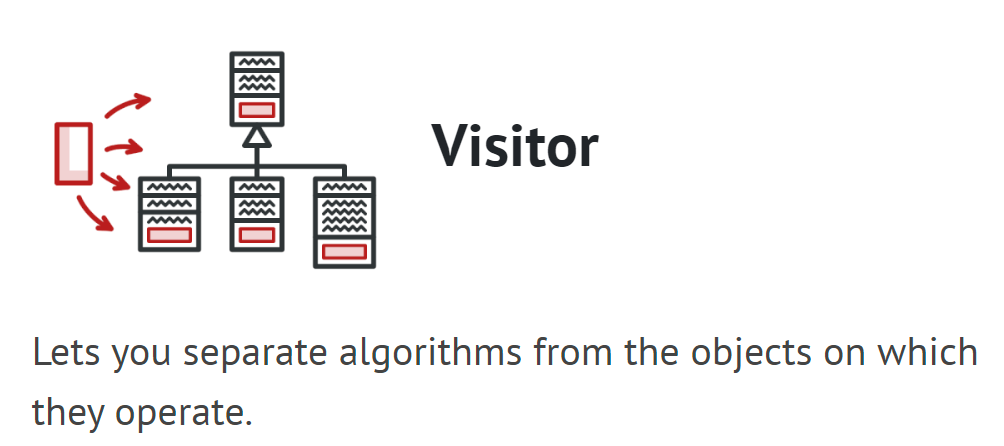 Visitor
Lets you separate algorithms from the objects on which
they operate.